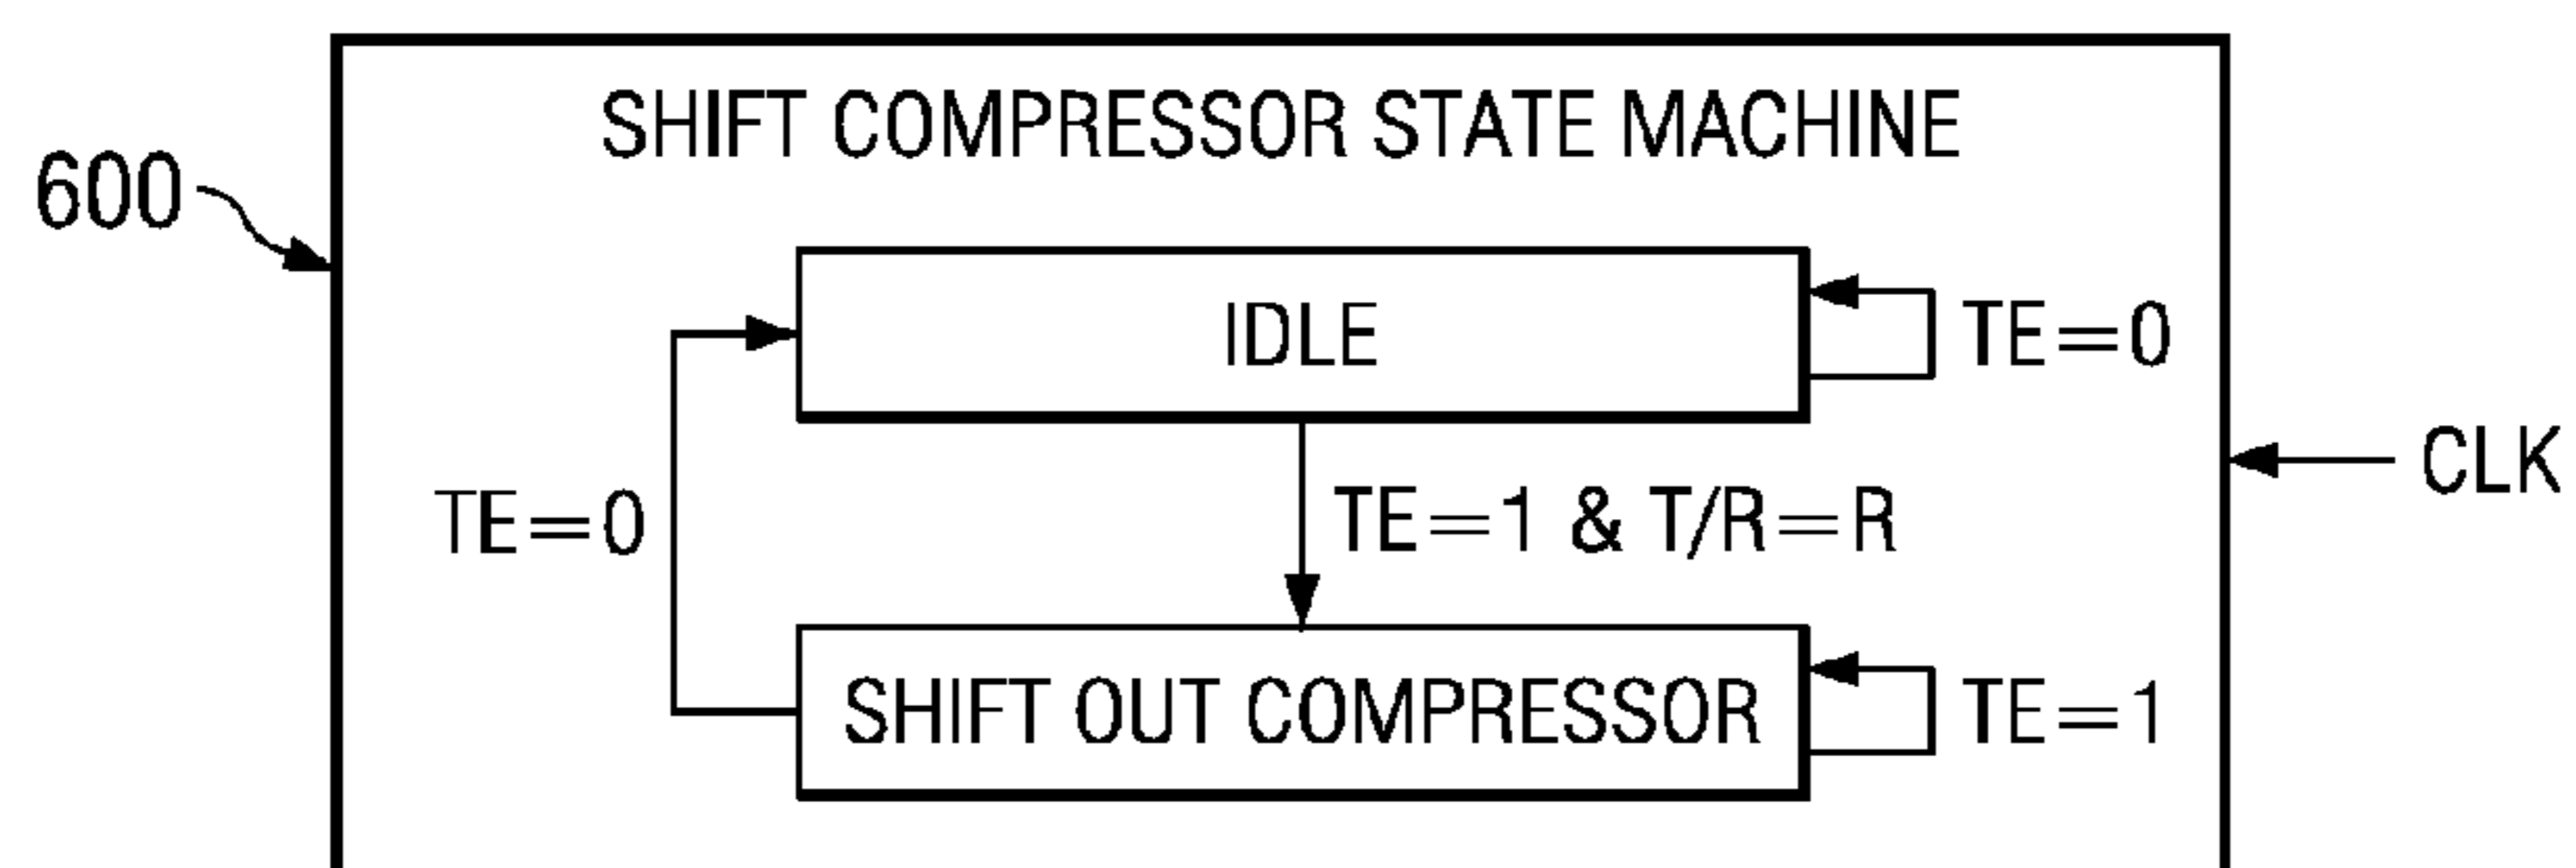 SHIFT COMPRESSOR STATE MACHINE
600
IDLE
TE=0
CLK
TE=0
TE=1 & T/R=R
SHIFT OUT COMPRESSOR
TE=1